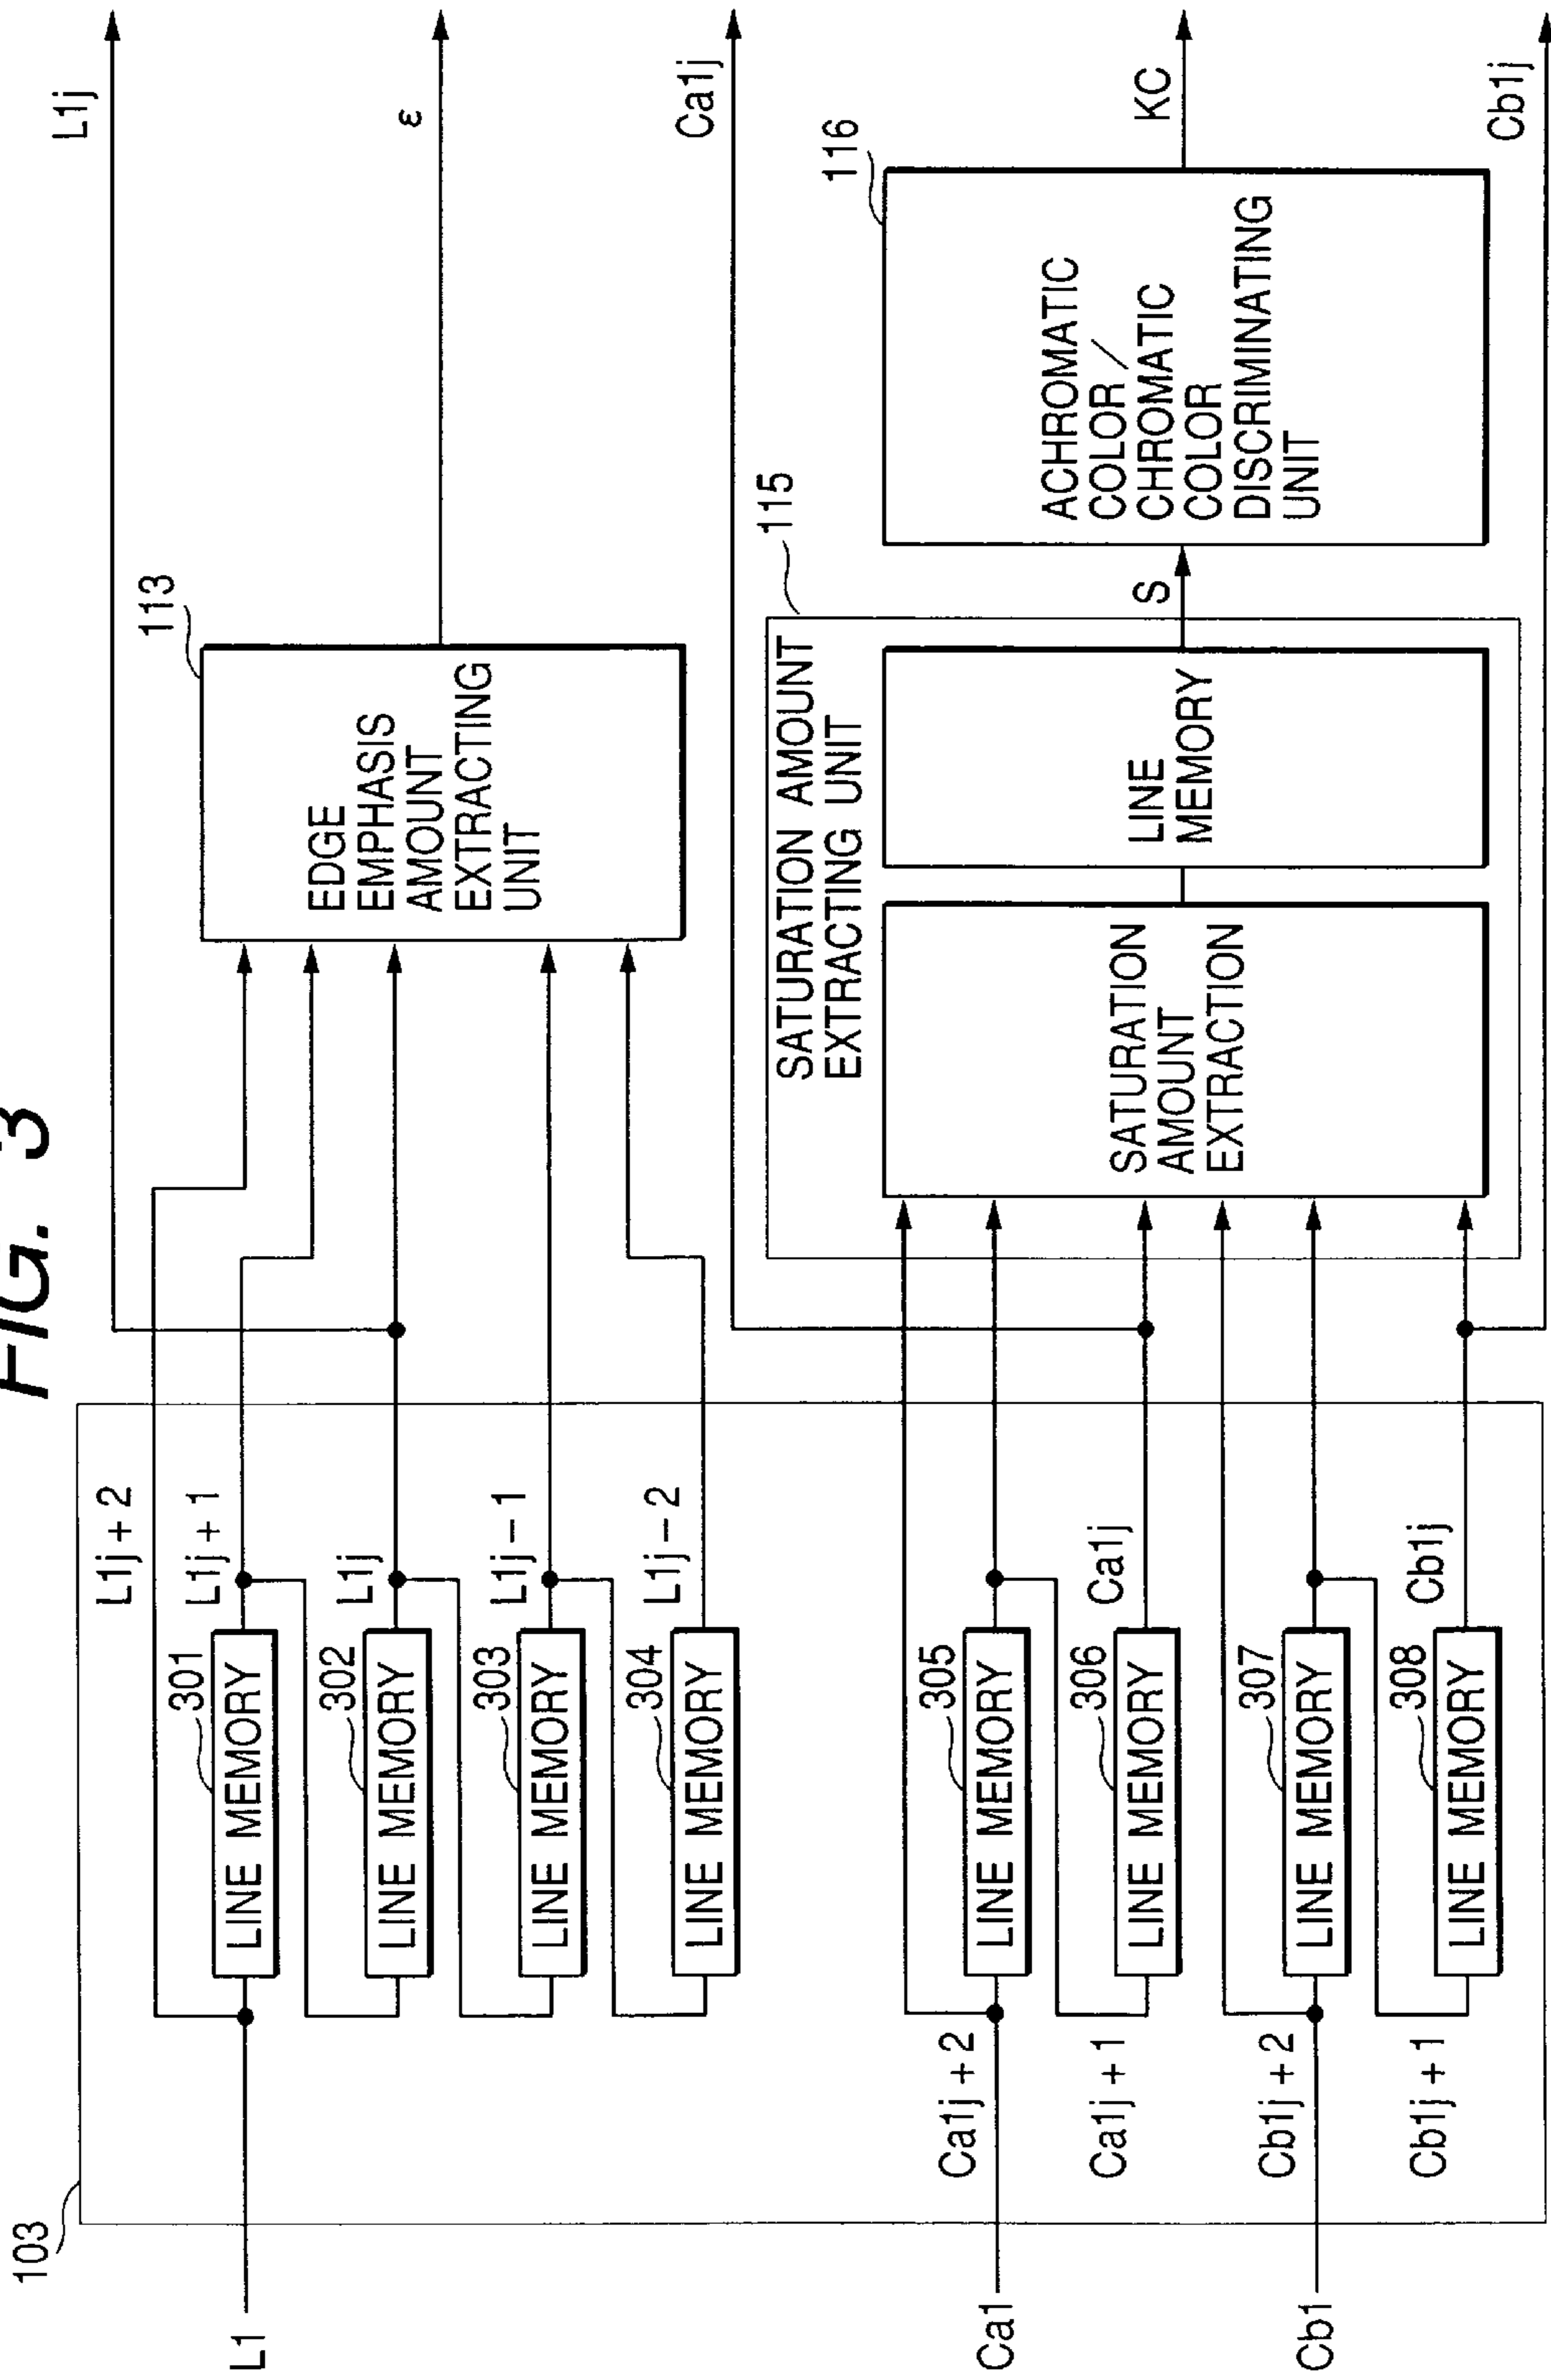 FIG. 3
103
L1
L1j+2
301
LINE MEMORY
L1j+1
302
LINE MEMORY
L1j
303
LINE MEMORY
L1j−1
304
LINE MEMORY
L1j−2
113
EDGE
EMPHASIS
AMOUNT
EXTRACTING
UNIT
L1j
ε
Ca1
Ca1j+2
305
LINE MEMORY
Ca1j+1
306
LINE MEMORY
Ca1j
Cb1
Cb1j+2
307
LINE MEMORY
Cb1j+1
308
LINE MEMORY
Cb1j
115
SATURATION AMOUNT
EXTRACTING UNIT
SATURATION
AMOUNT
EXTRACTION
LINE
MEMORY
S
116
ACHROMATIC
COLOR/
CHROMATIC
COLOR
DISCRIMINATING
UNIT
Ca1j
KC
Cb1j